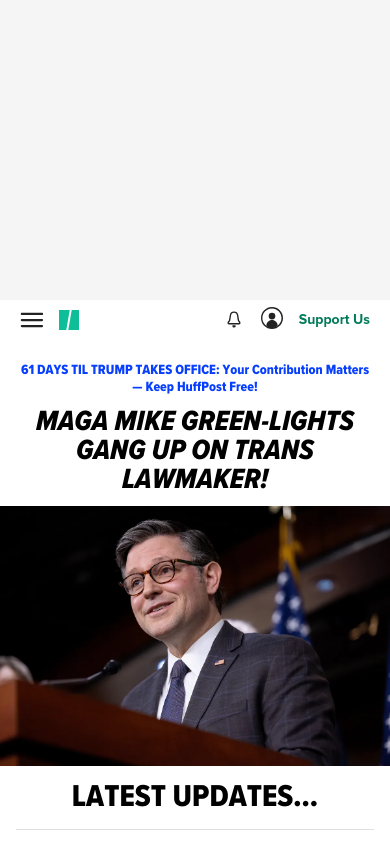 Support Us
61 DAYS TIL TRUMP TAKES OFFICE: Your Contribution Matters
— Keep HuffPost Free!
MAGA MIKE GREEN-LIGHTS
GANG UP ON TRANS
LAWMAKER!
LATEST UPDATES...